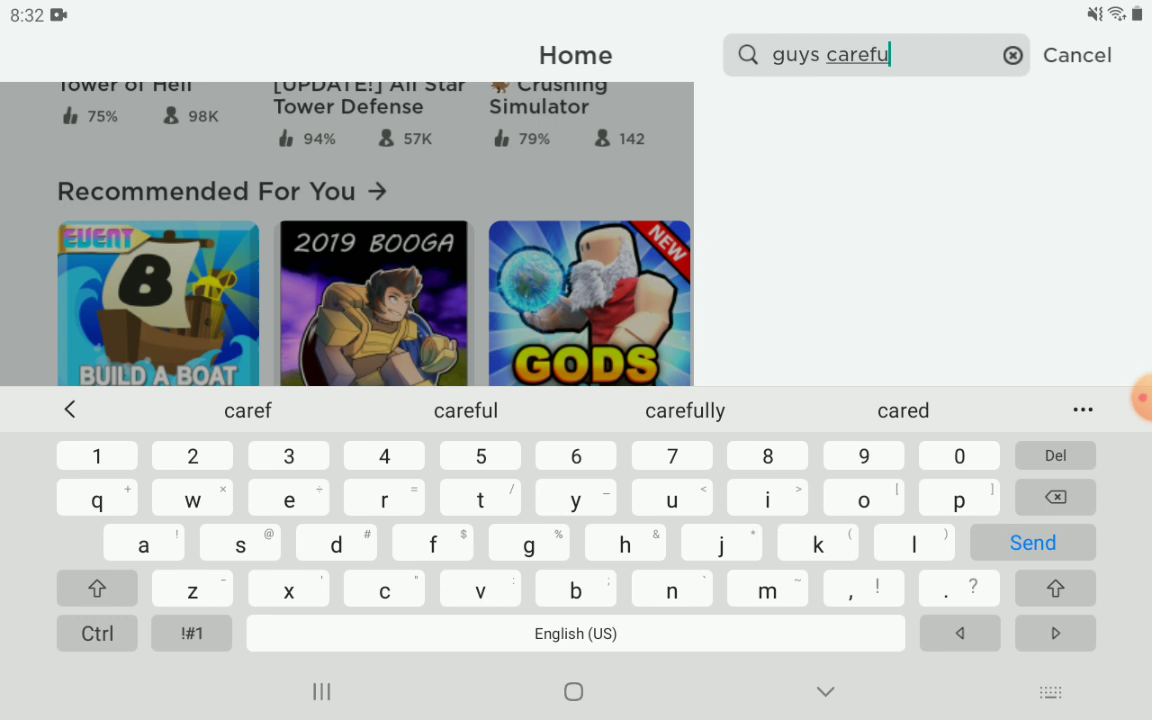 8:32
Home
guys carefu
Cancel
Tower of Hell
75% 98K
[UPDATE!] All Star
Tower Defense
94% 57K
Crushing
Simulator
79% 142
Recommended For You →
EVENT
B
BUILD A BOAT
2019 BOOGA
NEW
GODS
caref careful carefully cared
1 2 3 4 5 6 7 8 9 0 Del
q + w × e ÷ r = t / y _ u < i > o [ p ]
a ! s @ d # f $ g % h & j * k ( l ) Send
z - x ' c " v : b ; n ` m ~ , ! . ?
Ctrl !#1 English (US)